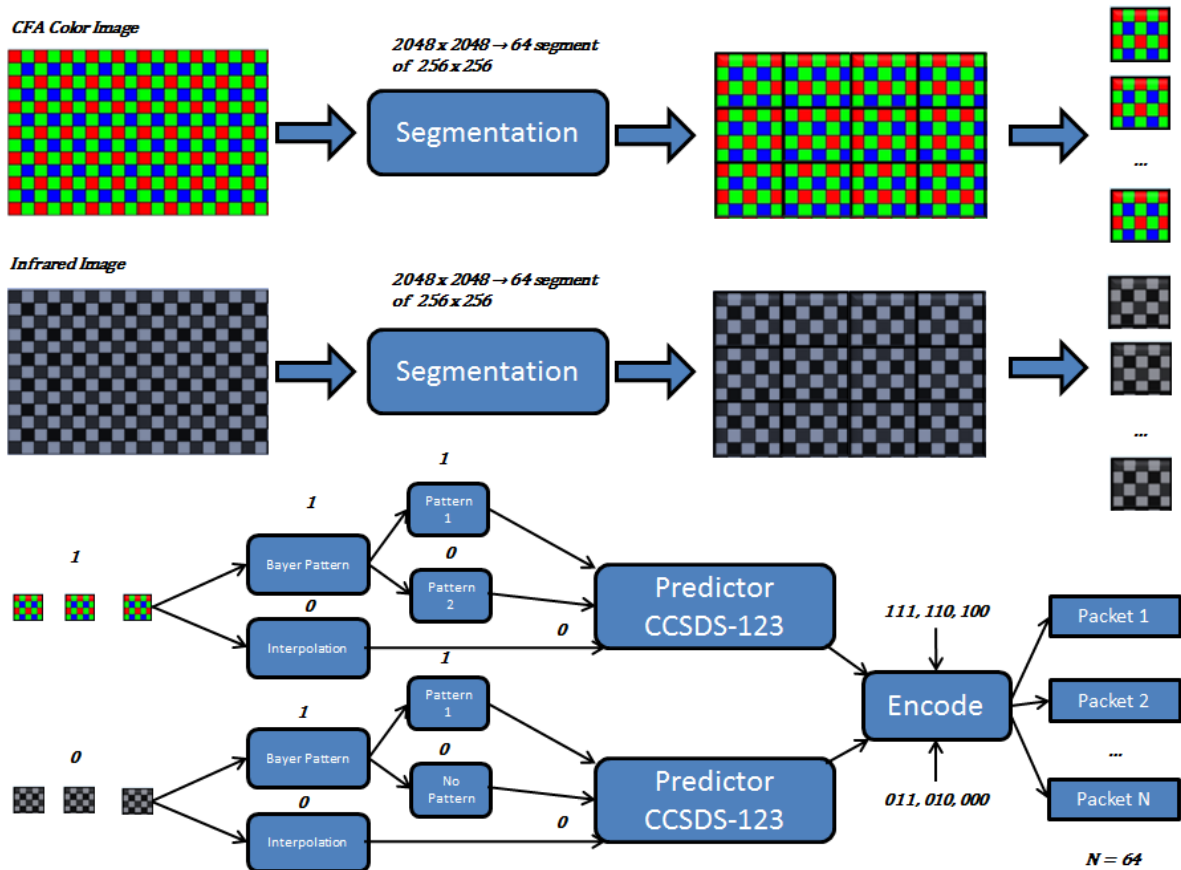 CFA Color Image
2048 x 2048 → 64 segment
of 256 x 256
Segmentation
...
Infrared Image
2048 x 2048 → 64 segment
of 256 x 256
Segmentation
...
1
1
1
Pattern
1
Bayer Pattern
0
Pattern
2
0
Interpolation
0
Predictor
CCSDS-123
0
1
1
Pattern
1
Bayer Pattern
0
No
Pattern
0
Interpolation
0
Predictor
CCSDS-123
111, 110, 100
Encode
011, 010, 000
Packet 1
Packet 2
...
Packet N
N = 64